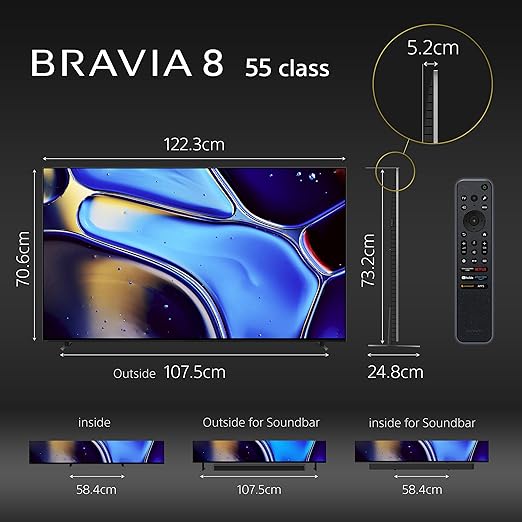 BRAVIA 8 55 class
5.2cm
122.3cm
70.6cm
73.2cm
Outside 107.5cm
24.8cm
inside
Outside for Soundbar
inside for Soundbar
58.4cm
107.5cm
58.4cm